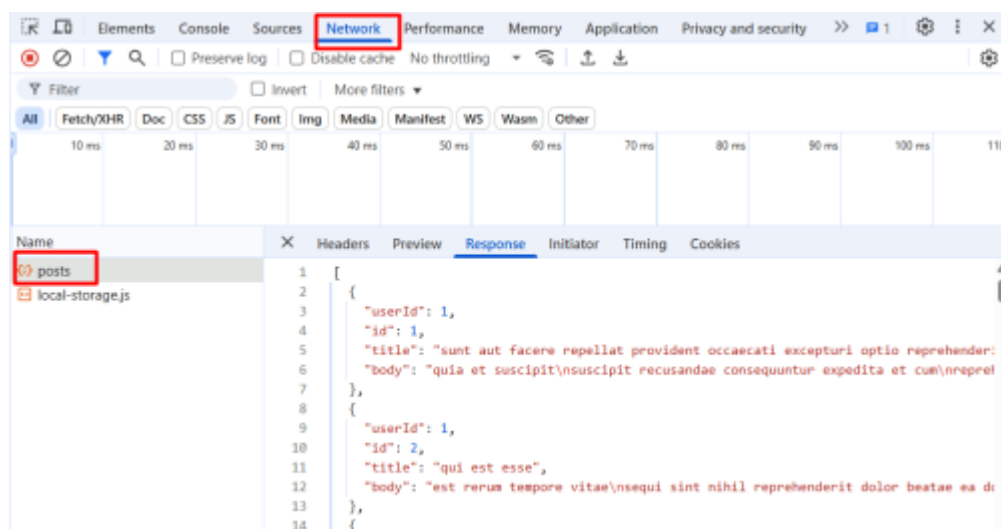 Elements Console Sources Network Performance Memory Application Privacy and security 1
Preserve log Disable cache No throttling
Filter Invert More filters
All Fetch/XHR Doc CSS JS Font Img Media Manifest WS Wasm Other
10 ms 20 ms 30 ms 40 ms 50 ms 60 ms 70 ms 80 ms 90 ms 100 ms 110
Name Headers Preview Response Initiator Timing Cookies
posts
local-storage.js
1 [
2 {
3 "userId": 1,
4 "id": 1,
5 "title": "sunt aut facere repellat provident occaecati excepturi optio reprehenderi
6 "body": "quia et suscipit\nsuscipit recusandae consequuntur expedita et cum\nrepreh
7 },
8 {
9 "userId": 1,
10 "id": 2,
11 "title": "qui est esse",
12 "body": "est rerum tempore vitae\nsequi sint nihil reprehenderit dolor beatae ea do
13 },
14 {